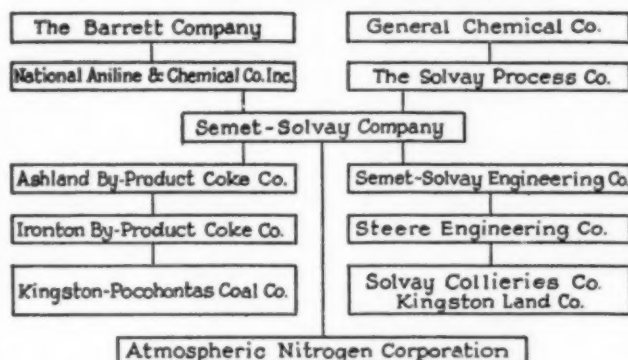 The Barrett Company
General Chemical Co.
National Aniline & Chemical Co. Inc.
The Solvay Process Co.
Semet-Solvay Company
Ashland By-Product Coke Co.
Semet-Solvay Engineering Co.
Ironton By-Product Coke Co.
Steere Engineering Co.
Kingston-Pocohontas Coal Co.
Solvay Collieries Co.
Kingston Land Co.
Atmospheric Nitrogen Corporation